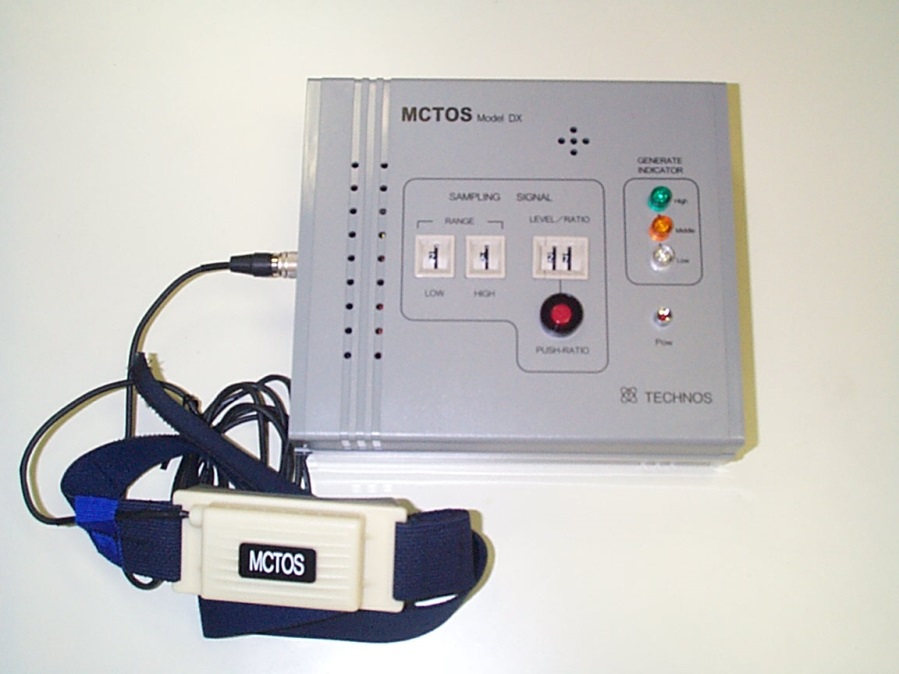 MCTOS Model DX
GENERATE
INDICATOR
SAMPLING SIGNAL
RANGE
LEVEL/RATIO
High
Middle
Low
LOW
HIGH
PUSH-RATIO
Pow
TECHNOS
MCTOS